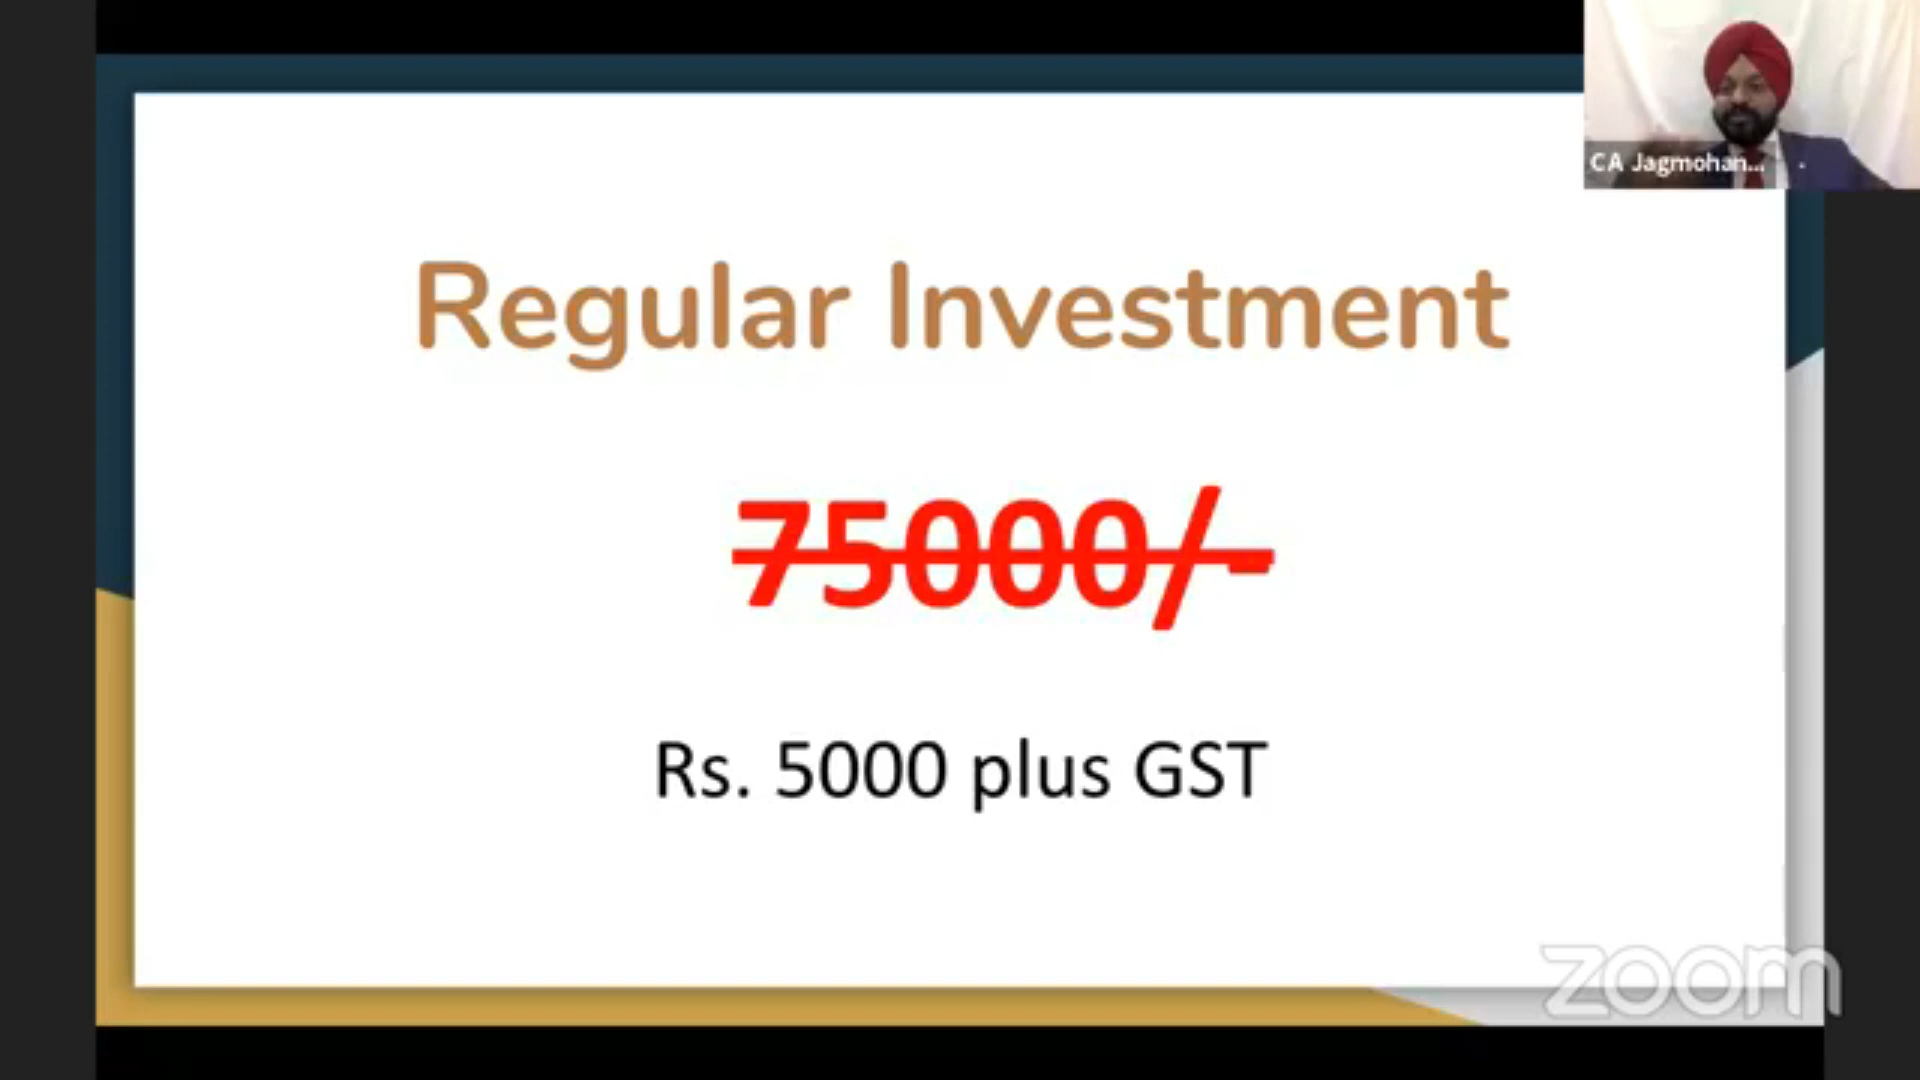 CA Jagmohan...
Regular Investment
75000/-
Rs. 5000 plus GST
zoom